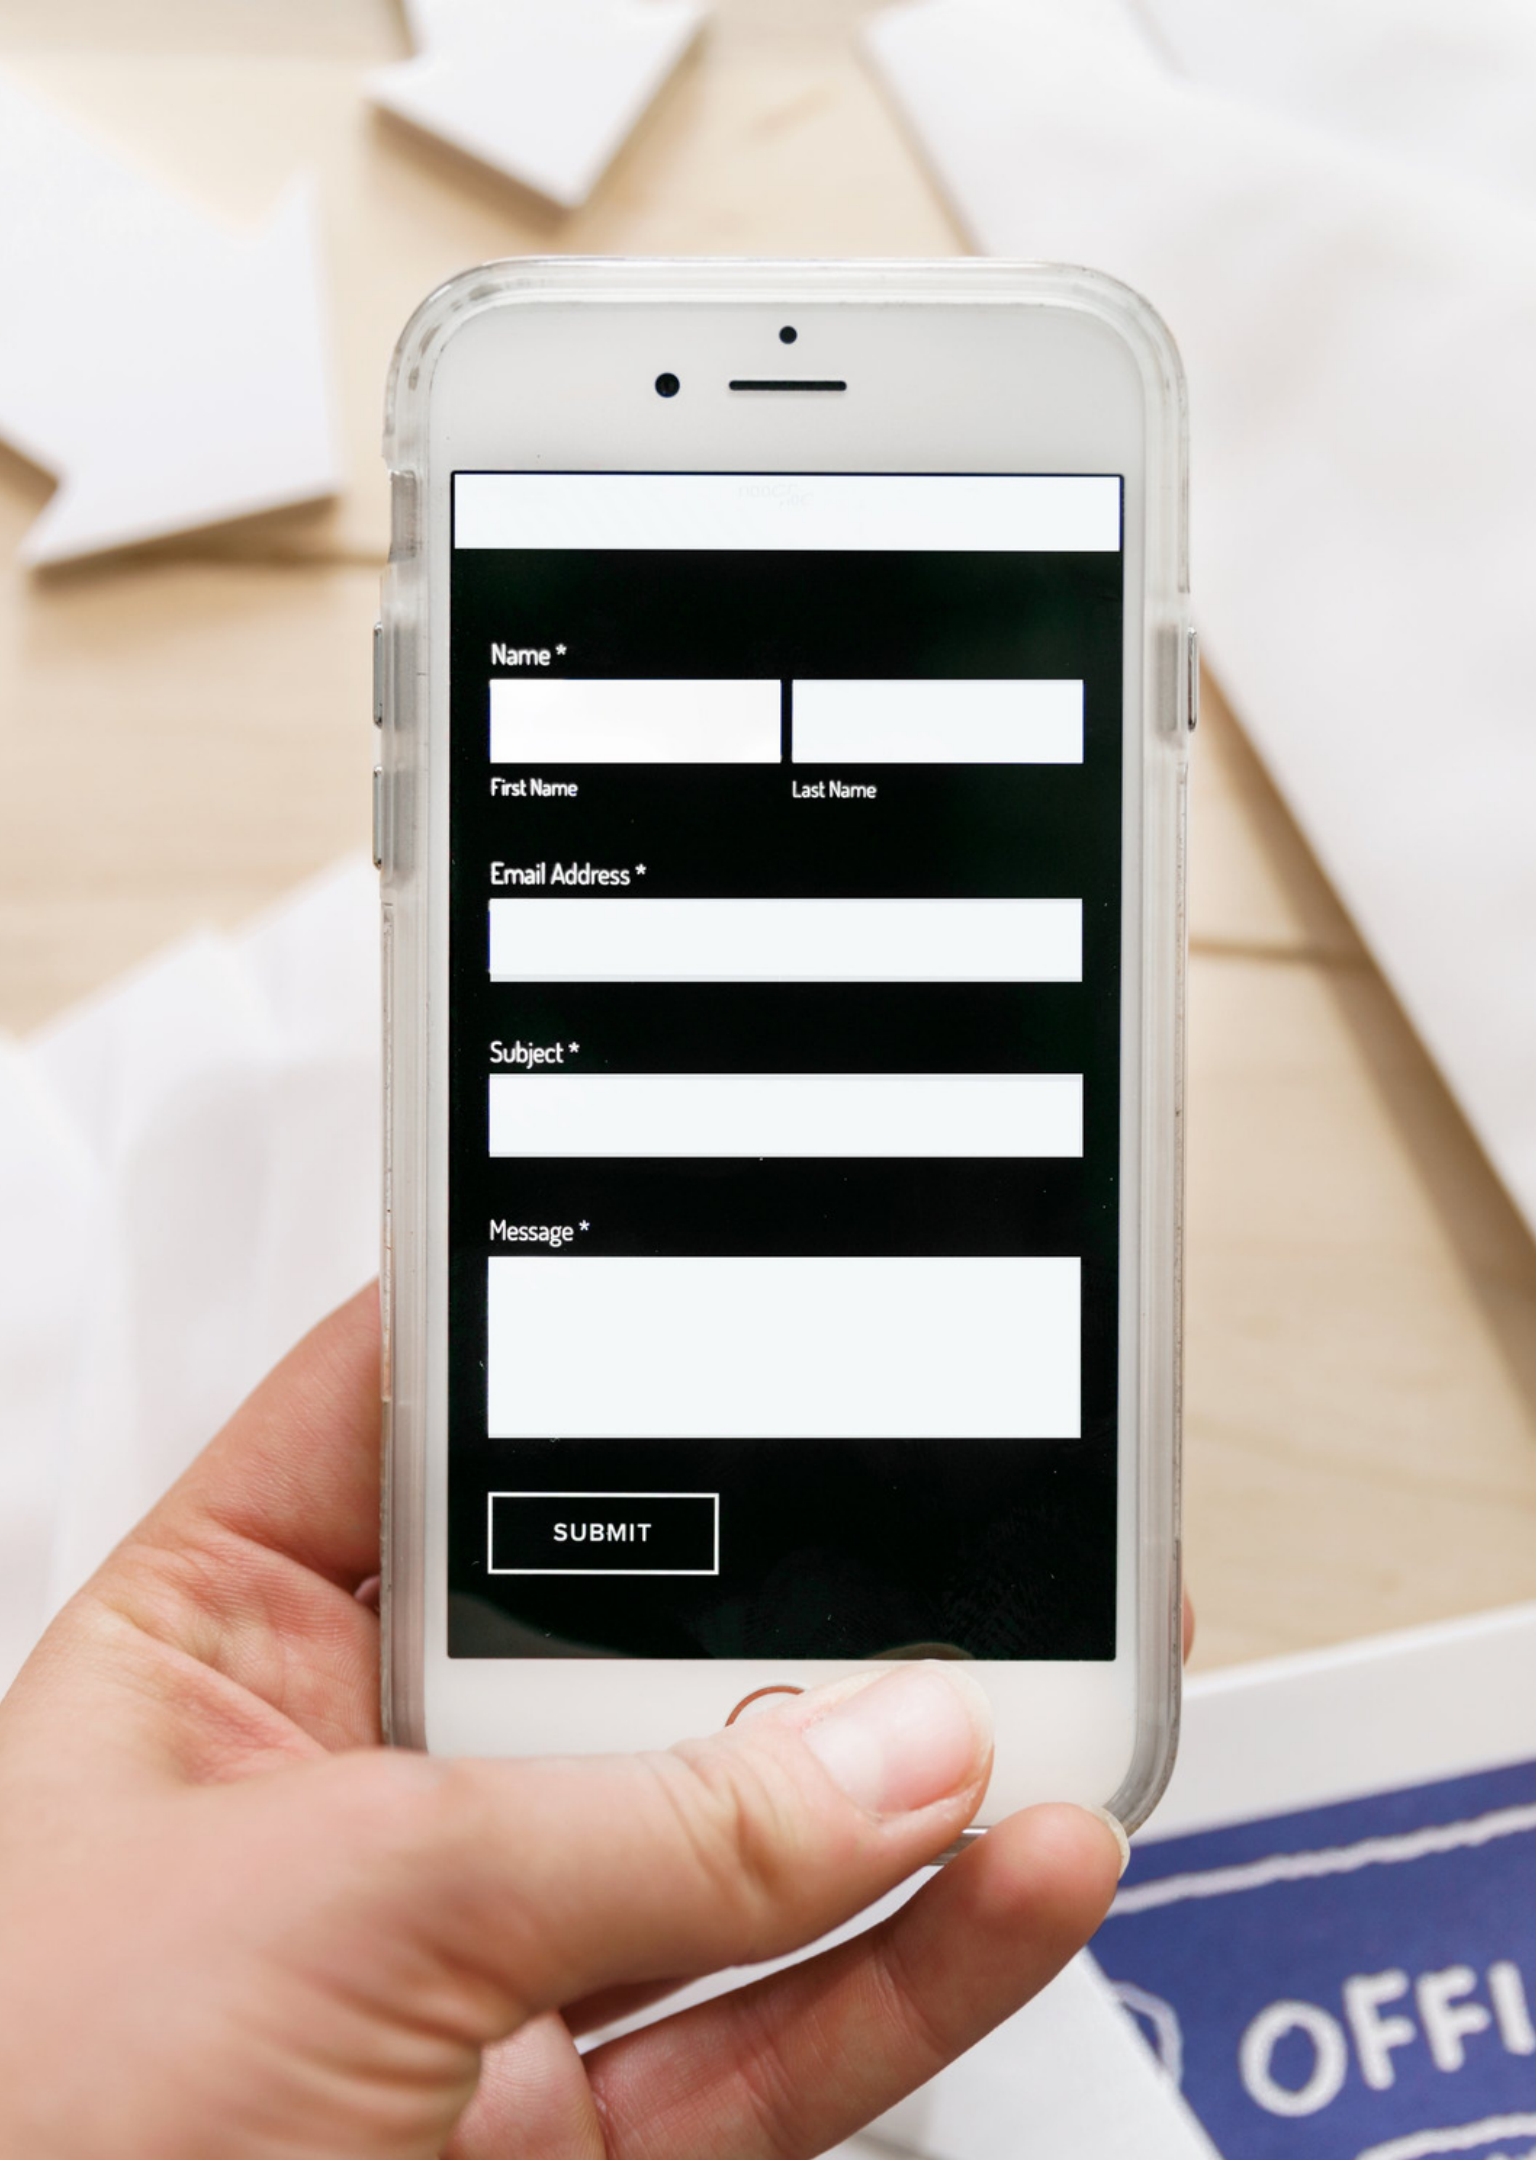 Name *
First Name
Last Name
Email Address *
Subject *
Message *
SUBMIT
OFFI